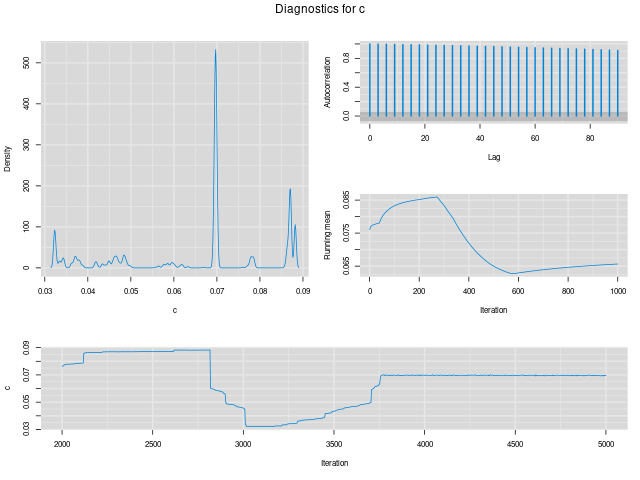 Diagnostics for c
Density
0 100 200 300 400 500
0.03 0.04 0.05 0.06 0.07 0.08 0.09
c
Autocorrelation
0.0 0.4 0.8
0 20 40 60 80
Lag
Running mean
0.065 0.075 0.085
0 200 400 600 800 1000
Iteration
c
0.03 0.05 0.07 0.09
2000 2500 3000 3500 4000 4500 5000
Iteration